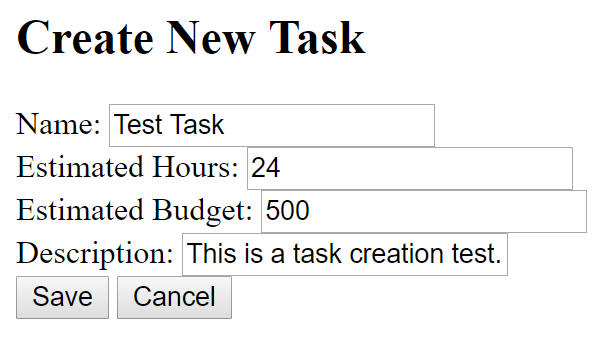 Create New Task
Name: Test Task
Estimated Hours: 24
Estimated Budget: 500
Description: This is a task creation test.
Save Cancel